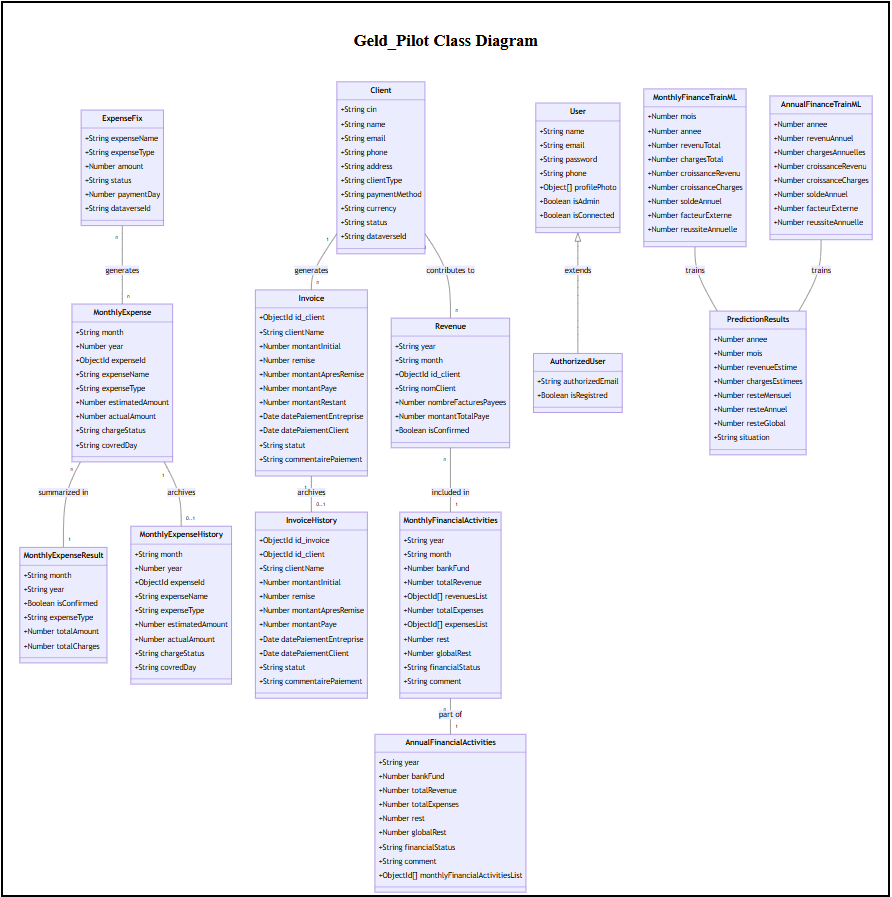 Geld_Pilot Class Diagram
ExpenseFix
+String expenseName
+String expenseType
+Number amount
+String status
+Number paymentDay
+String dataverseId
Client
+String cin
+String name
+String email
+String phone
+String address
+String clientType
+String paymentMethod
+String currency
+String status
+String dataverseId
User
+String name
+String email
+String password
+String phone
+Object[] profilePhoto
+Boolean isAdmin
+Boolean isConnected
MonthlyFinanceTrainML
+Number mois
+Number annee
+Number revenuTotal
+Number chargesTotal
+Number croissanceRevenu
+Number croissanceCharges
+Number soldeAnnuel
+Number facteurExterne
+Number reussiteAnnuelle
AnnualFinanceTrainML
+Number annee
+Number revenuAnnuel
+Number chargesAnnuelles
+Number croissanceRevenu
+Number croissanceCharges
+Number soldeAnnuel
+Number facteurExterne
+Number reussiteAnnuelle
n
generates
n
1
generates
n
contributes to
n
extends
trains
trains
MonthlyExpense
+String month
+Number year
+ObjectId expenseId
+String expenseName
+String expenseType
+Number estimatedAmount
+Number actualAmount
+String chargeStatus
+String covredDay
Invoice
+ObjectId id_client
+String clientName
+Number montantInitial
+Number remise
+Number montantApresRemise
+Number montantPaye
+Number montantRestant
+Date datePaiementEntreprise
+Date datePaiementClient
+String statut
+String commentairePaiement
Revenue
+String year
+String month
+ObjectId id_client
+String nomClient
+Number nombreFacturesPayees
+Number montantTotalPaye
+Boolean isConfirmed
AuthorizedUser
+String authorizedEmail
+Boolean isRegistred
PredictionResults
+Number annee
+Number mois
+Number revenueEstime
+Number chargesEstimees
+Number resteMensuel
+Number resteAnnuel
+Number resteGlobal
+String situation
n
summarized in
1
1
archives
0..1
1
archives
0..1
n
included in
1
MonthlyExpenseResult
+String month
+String year
+Boolean isConfirmed
+String expenseType
+Number totalAmount
+Number totalCharges
MonthlyExpenseHistory
+String month
+Number year
+ObjectId expenseId
+String expenseName
+String expenseType
+Number estimatedAmount
+Number actualAmount
+String chargeStatus
+String covredDay
InvoiceHistory
+ObjectId id_invoice
+ObjectId id_client
+String clientName
+Number montantInitial
+Number remise
+Number montantApresRemise
+Number montantPaye
+Date datePaiementEntreprise
+Date datePaiementClient
+String statut
+String commentairePaiement
MonthlyFinancialActivities
+String year
+String month
+Number bankFund
+Number totalRevenue
+ObjectId[] revenuesList
+Number totalExpenses
+ObjectId[] expensesList
+Number rest
+Number globalRest
+String financialStatus
+String comment
n
part of
1
AnnualFinancialActivities
+String year
+Number bankFund
+Number totalRevenue
+Number totalExpenses
+Number rest
+Number globalRest
+String financialStatus
+String comment
+ObjectId[] monthlyFinancialActivitiesList